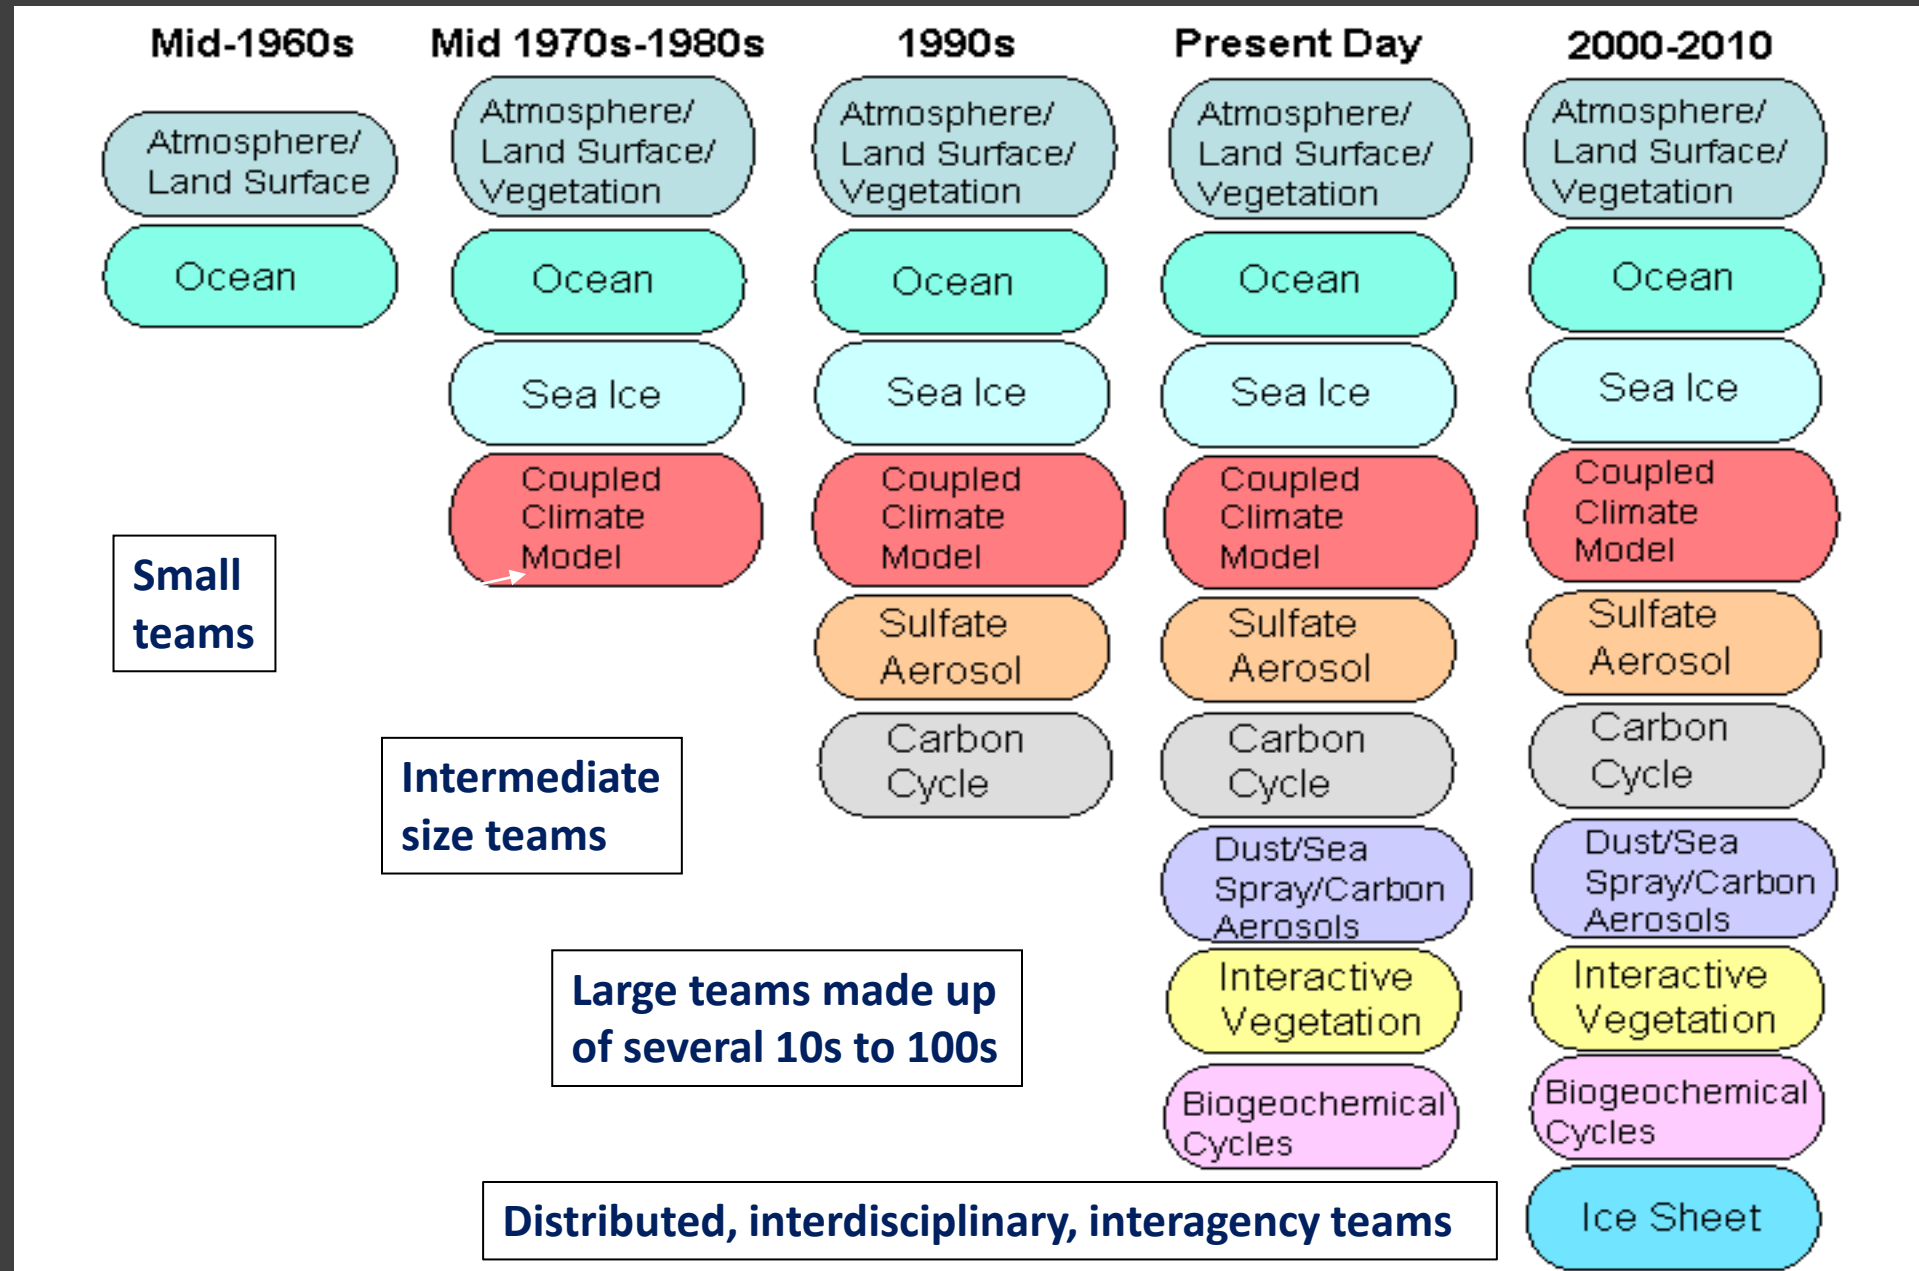 Mid-1960s
Mid 1970s-1980s
1990s
Present Day
2000-2010
Atmosphere/
Land Surface
Ocean
Atmosphere/
Land Surface/
Vegetation
Ocean
Sea Ice
Coupled
Climate
Model
Atmosphere/
Land Surface/
Vegetation
Ocean
Sea Ice
Coupled
Climate
Model
Sulfate
Aerosol
Carbon
Cycle
Atmosphere/
Land Surface/
Vegetation
Ocean
Sea Ice
Coupled
Climate
Model
Sulfate
Aerosol
Carbon
Cycle
Dust/Sea
Spray/Carbon
Aerosols
Interactive
Vegetation
Biogeochemical
Cycles
Atmosphere/
Land Surface/
Vegetation
Ocean
Sea Ice
Coupled
Climate
Model
Sulfate
Aerosol
Carbon
Cycle
Dust/Sea
Spray/Carbon
Aerosols
Interactive
Vegetation
Biogeochemical
Cycles
Ice Sheet
Small
teams
Intermediate
size teams
Large teams made up
of several 10s to 100s
Distributed, interdisciplinary, interagency teams